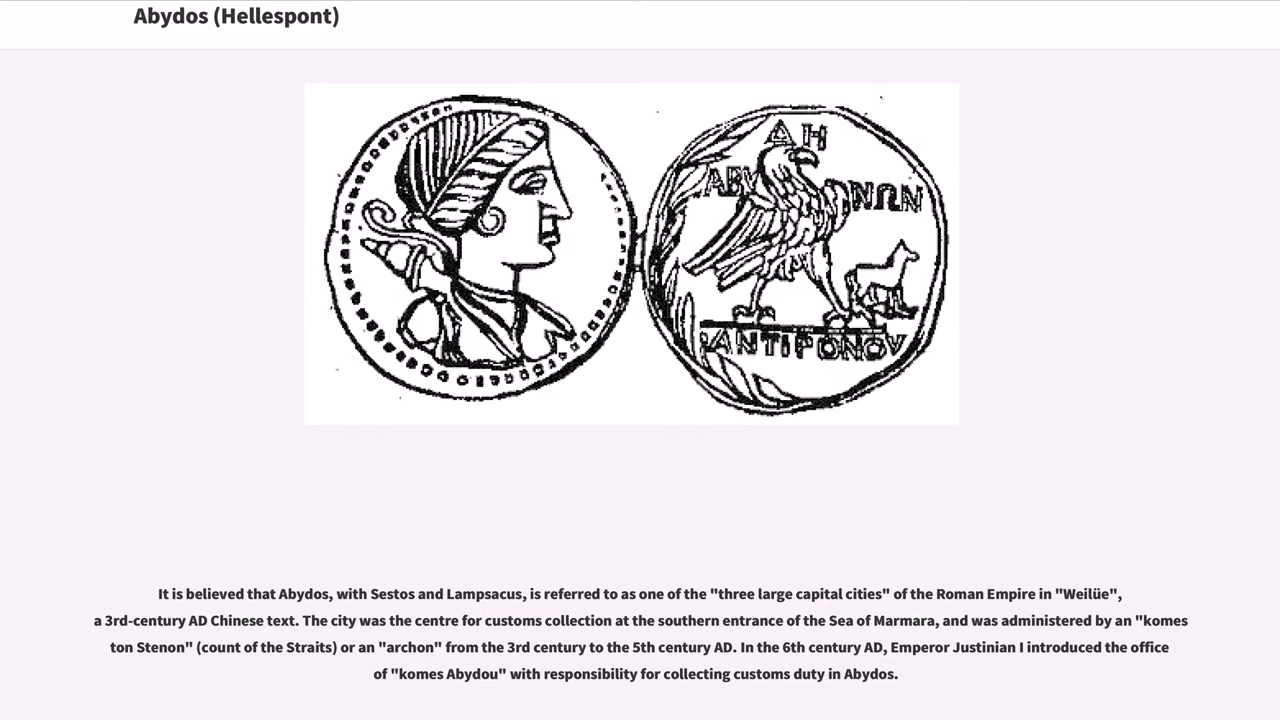 Abydos (Hellespont)
ΔΗ
ΑΒΥ ΝΩΝ
ΑΝΤΙΡΟΝΟΥ
It is believed that Abydos, with Sestos and Lampsacus, is referred to as one of the "three large capital cities" of the Roman Empire in "Weilüe",
a 3rd-century AD Chinese text. The city was the centre for customs collection at the southern entrance of the Sea of Marmara, and was administered by an "komes
ton Stenon" (count of the Straits) or an "archon" from the 3rd century to the 5th century AD. In the 6th century AD, Emperor Justinian I introduced the office
of "komes Abydou" with responsibility for collecting customs duty in Abydos.